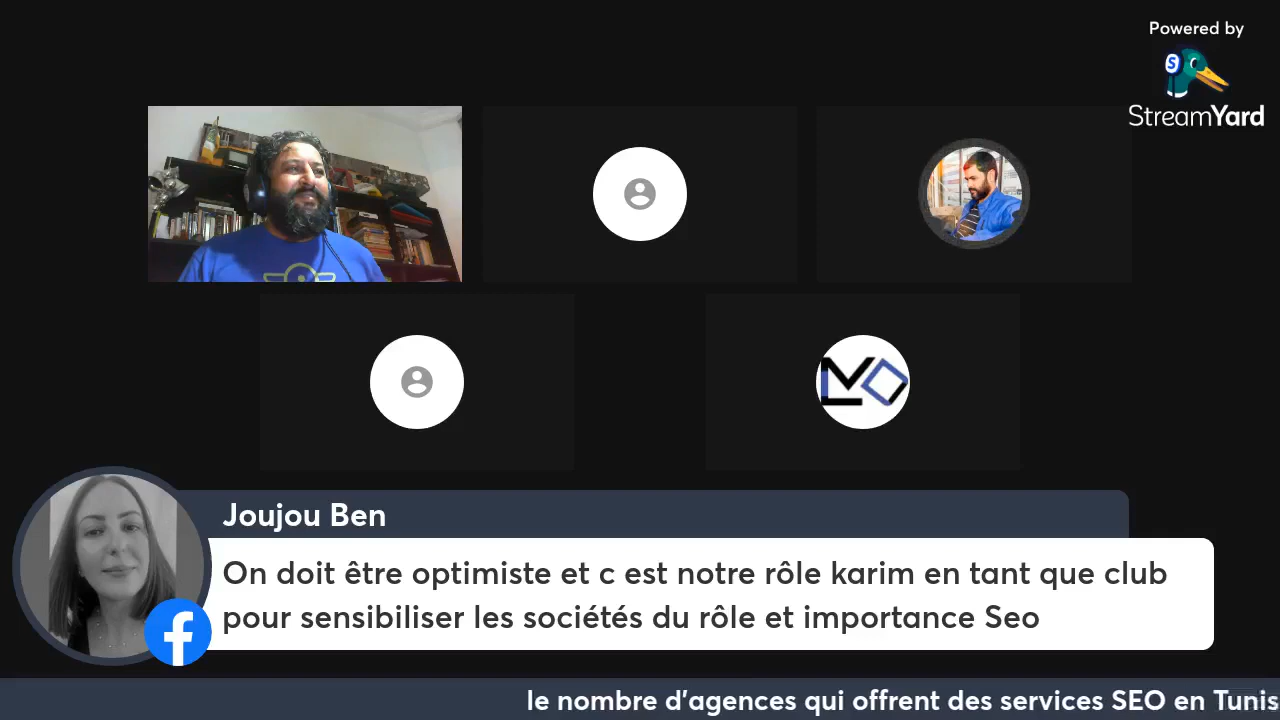 Powered by
S
StreamYard
Joujou Ben
On doit être optimiste et c est notre rôle karim en tant que club
pour sensibiliser les sociétés du rôle et importance Seo
le nombre d'agences qui offrent des services SEO en Tunis